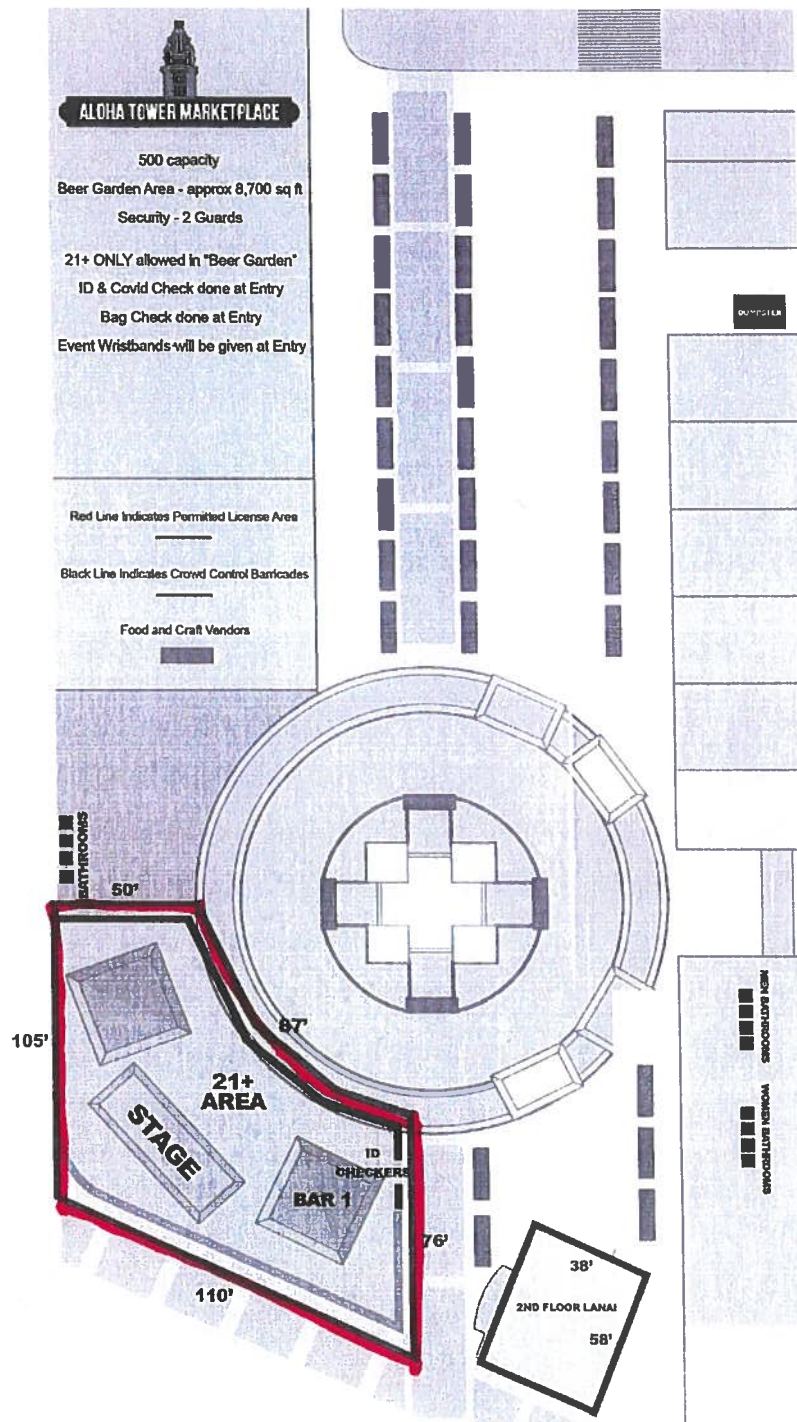 ALOHA TOWER MARKETPLACE
500 capacity
Beer Garden Area - approx 8,700 sq ft
Security - 2 Guards
21+ ONLY allowed in "Beer Garden"
ID & Covid Check done at Entry
Bag Check done at Entry
Event Wristbands will be given at Entry
DUMPSTER
Red Line Indicates Permitted License Area
Black Line Indicates Crowd Control Barricades
Food and Craft Vendors
BATHROOMS
50'
87'
105'
21+
AREA
STAGE
ID
CHECKERS
BAR 1
76'
110'
MEN BATHROOMS
WOMEN BATHROOMS
38'
2ND FLOOR LANAI
58'